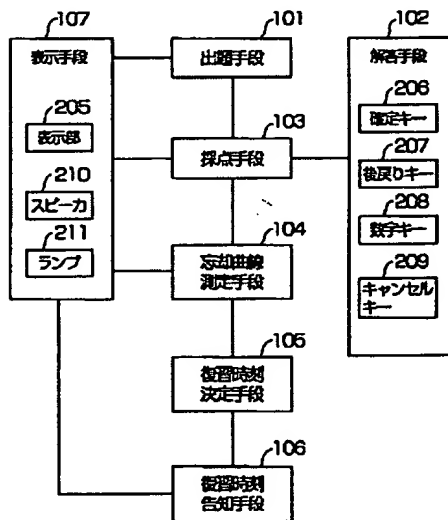 107
表示手段
205
表示部
210
スピーカ
211
ランプ
101
出題手段
103
採点手段
104
忘却曲線
測定手段
105
復習時刻
決定手段
106
復習時刻
告知手段
102
解答手段
206
確定キー
207
後戻りキー
208
数字キー
209
キャンセル
キー